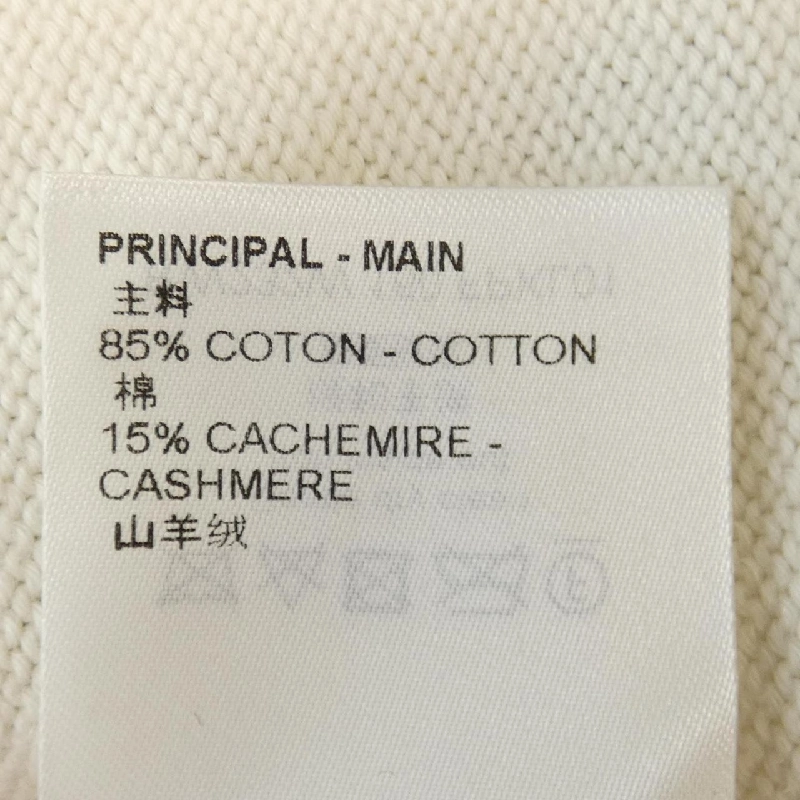 PRINCIPAL - MAIN
主料
85% COTON - COTTON
棉
15% CACHEMIRE -
CASHMERE
山羊绒